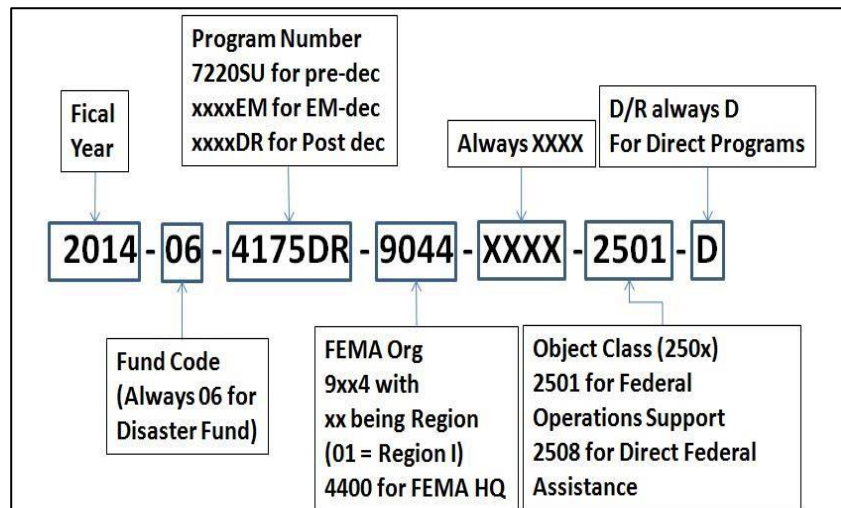 Program Number
7220SU for pre-dec
xxxxEM for EM-dec
xxxxDR for Post dec
Fical
Year
Always XXXX
D/R always D
For Direct Programs
2014 - 06 - 4175DR - 9044 - XXXX - 2501 - D
Fund Code
(Always 06 for
Disaster Fund)
FEMA Org
9xx4 with
xx being Region
(01 = Region I)
4400 for FEMA HQ
Object Class (250x)
2501 for Federal
Operations Support
2508 for Direct Federal
Assistance